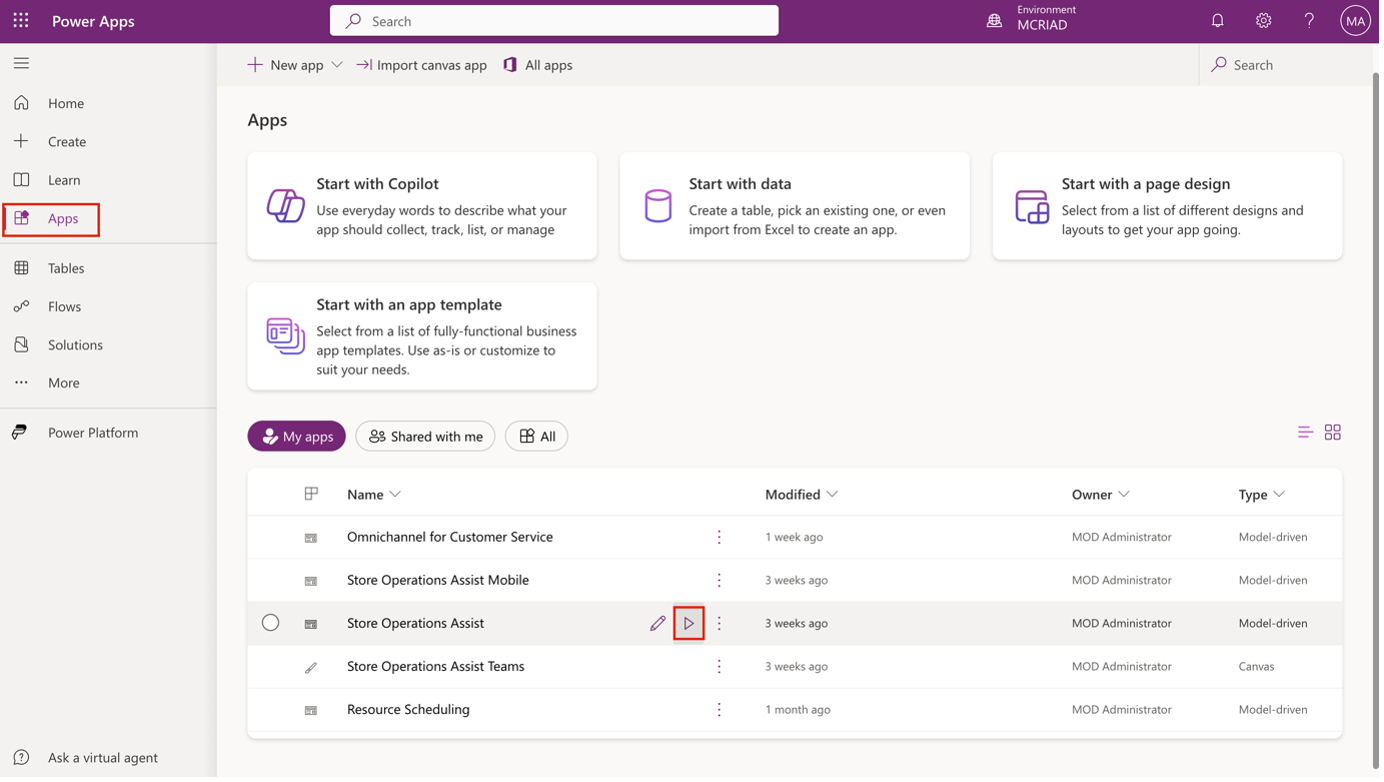 Power Apps
Search
Environment
MCRIAD
?
MA
New app
Import canvas app
All apps
Search
Home
Create
Learn
Apps
Tables
Flows
Solutions
More
Power Platform
Ask a virtual agent
Apps
Start with Copilot
Use everyday words to describe what your
app should collect, track, list, or manage
Start with data
Create a table, pick an existing one, or even
import from Excel to create an app.
Start with a page design
Select from a list of different designs and
layouts to get your app going.
Start with an app template
Select from a list of fully-functional business
app templates. Use as-is or customize to
suit your needs.
My apps
Shared with me
All
Name Modified Owner Type
Omnichannel for Customer Service 1 week ago MOD Administrator Model-driven
Store Operations Assist Mobile 3 weeks ago MOD Administrator Model-driven
Store Operations Assist 3 weeks ago MOD Administrator Model-driven
Store Operations Assist Teams 3 weeks ago MOD Administrator Canvas
Resource Scheduling 1 month ago MOD Administrator Model-driven